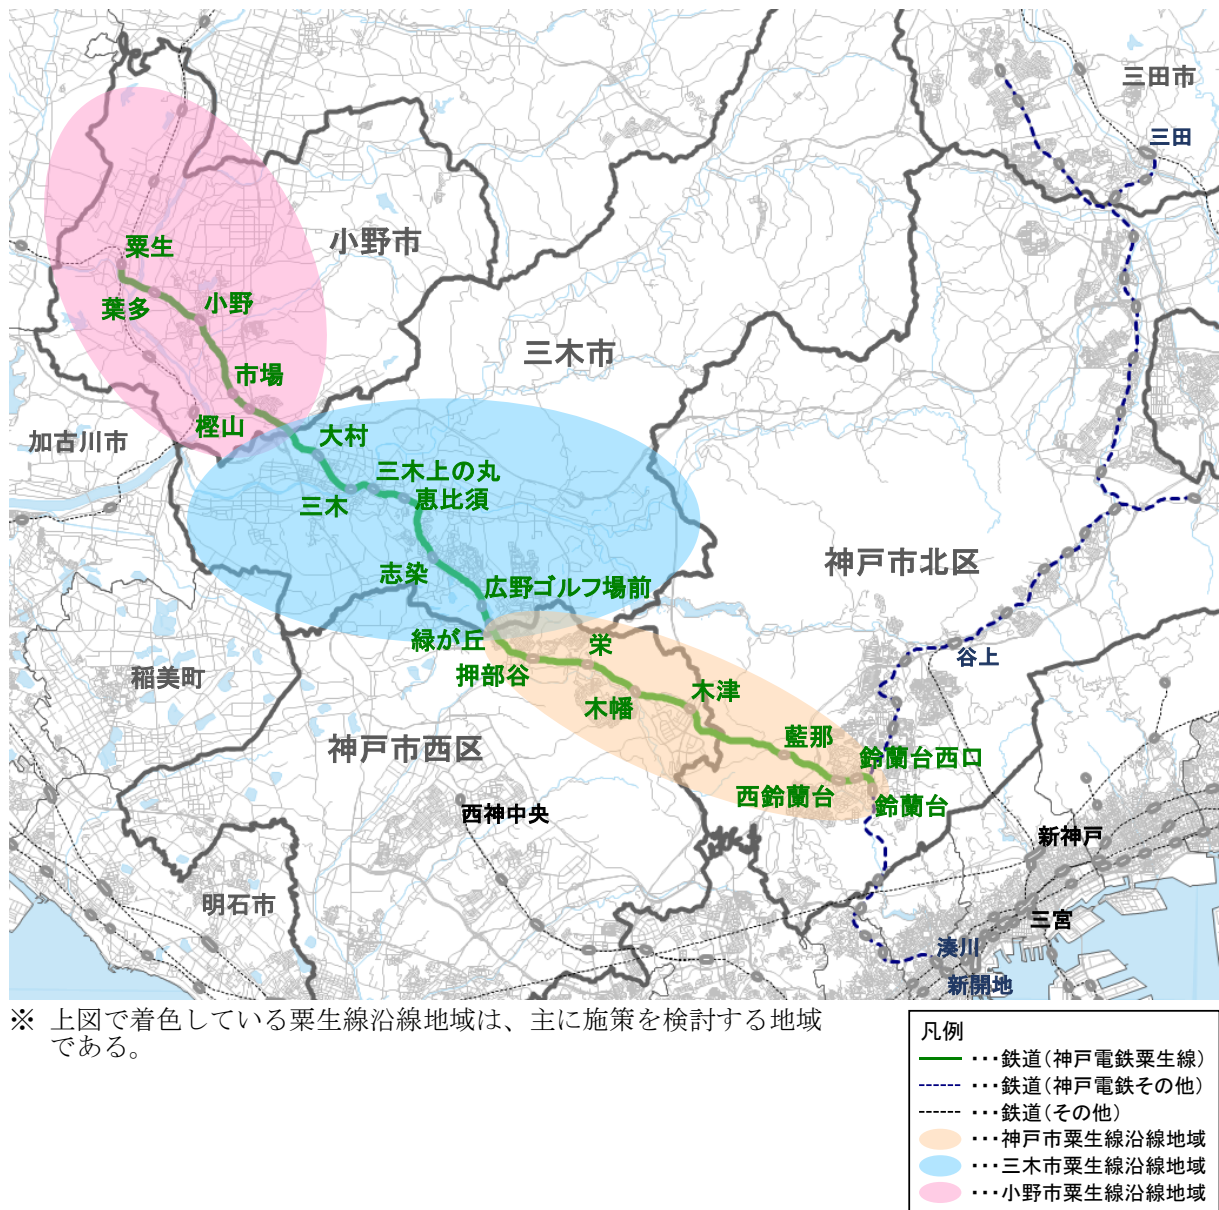 三田市
三田
小野市
粟生
葉多
小野
三木市
市場
樫山
大村
加古川市
三木上の丸
恵比須
三木
神戸市北区
志染
広野ゴルフ場前
緑が丘
栄
谷上
押部谷
稲美町
木津
木幡
藍那
神戸市西区
鈴蘭台西口
西鈴蘭台
鈴蘭台
西神中央
新神戸
明石市
三宮
湊川
新開地
※ 上図で着色している粟生線沿線地域は、主に施策を検討する地域
である。
凡例
・・・鉄道(神戸電鉄粟生線)
・・・鉄道(神戸電鉄その他)
・・・鉄道(その他)
・・・神戸市粟生線沿線地域
・・・三木市粟生線沿線地域
・・・小野市粟生線沿線地域